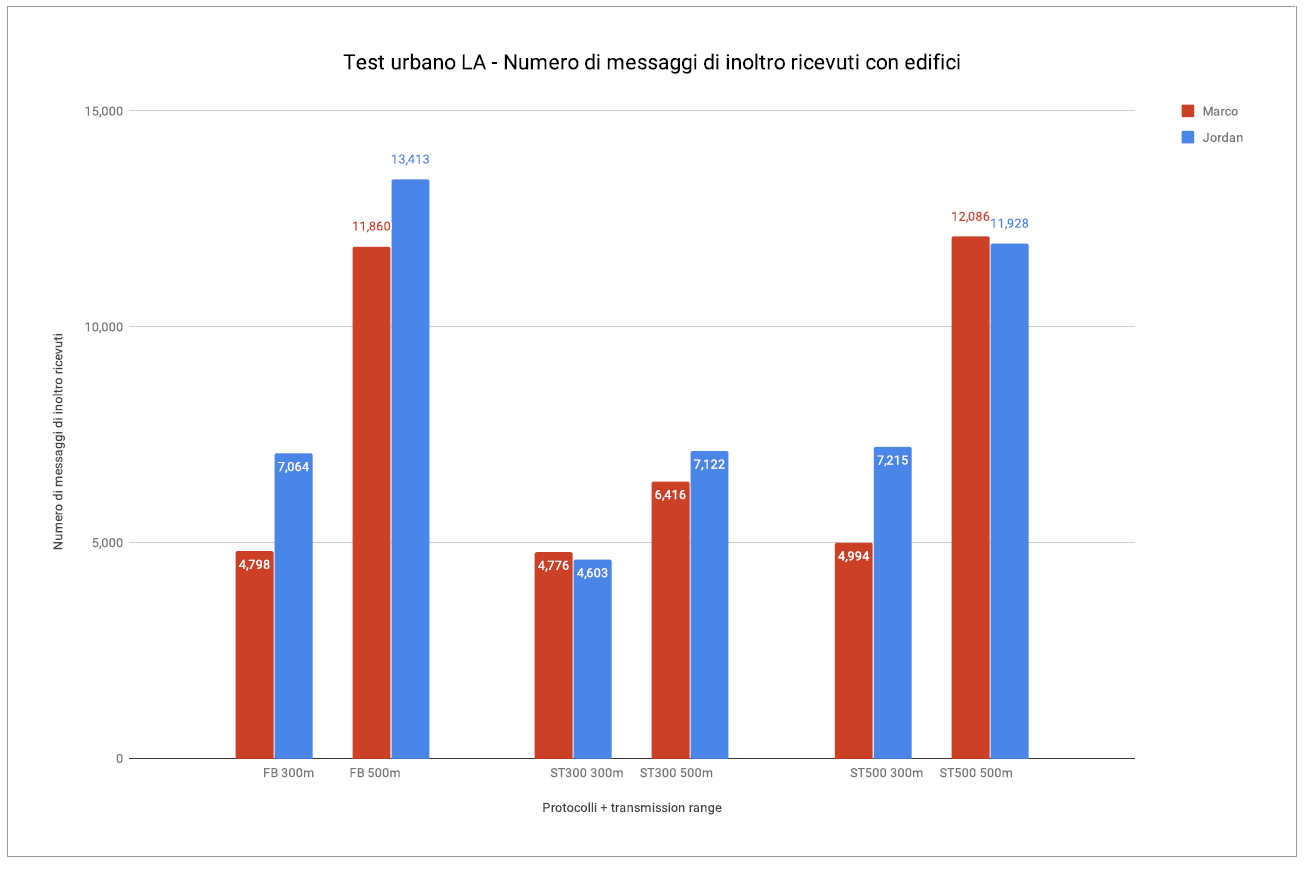 Test urbano LA - Numero di messaggi di inoltro ricevuti con edifici
Marco
Jordan
Numero di messaggi di inoltro ricevuti
15,000
10,000
5,000
0
4,798
7,064
11,860
13,413
4,776
4,603
6,416
7,122
4,994
7,215
12,086
11,928
FB 300m
FB 500m
ST300 300m
ST300 500m
ST500 300m
ST500 500m
Protocolli + transmission range